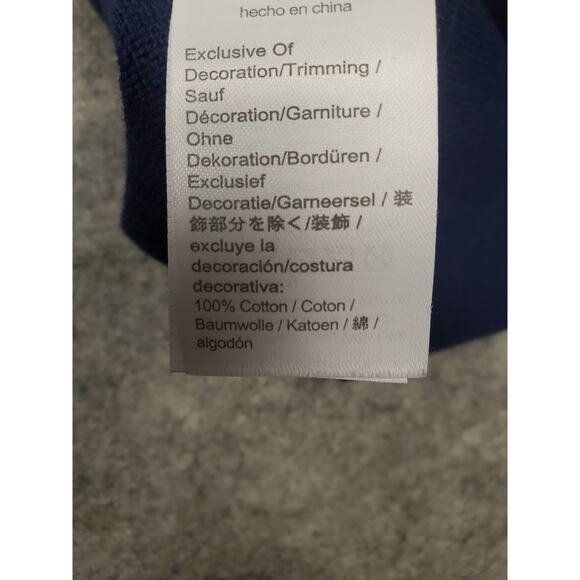 hecho en china
Exclusive Of
Decoration/Trimming /
Sauf
Décoration/Garniture /
Ohne
Dekoration/Bordüren /
Exclusief
Decoratie/Garneersel / 装
飾部分を除く/装飾 /
excluye la
decoración/costura
decorativa:
100% Cotton / Coton /
Baumwolle / Katoen / 綿 /
algodón